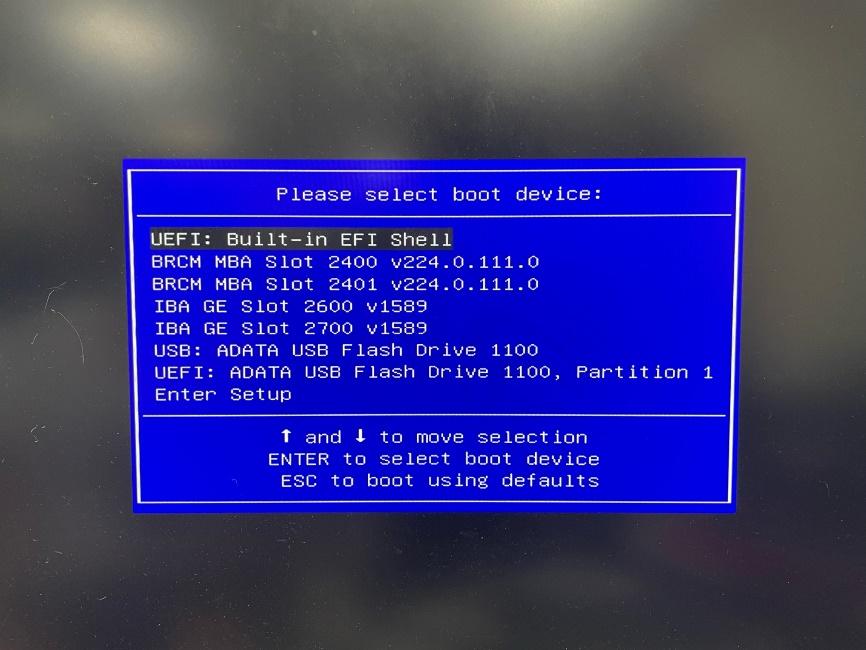 Please select boot device:
UEFI: Built-in EFI Shell
BRCM MBA Slot 2400 v224.0.111.0
BRCM MBA Slot 2401 v224.0.111.0
IBA GE Slot 2600 v1589
IBA GE Slot 2700 v1589
USB: ADATA USB Flash Drive 1100
UEFI: ADATA USB Flash Drive 1100, Partition 1
Enter Setup
↑ and ↓ to move selection
ENTER to select boot device
ESC to boot using defaults